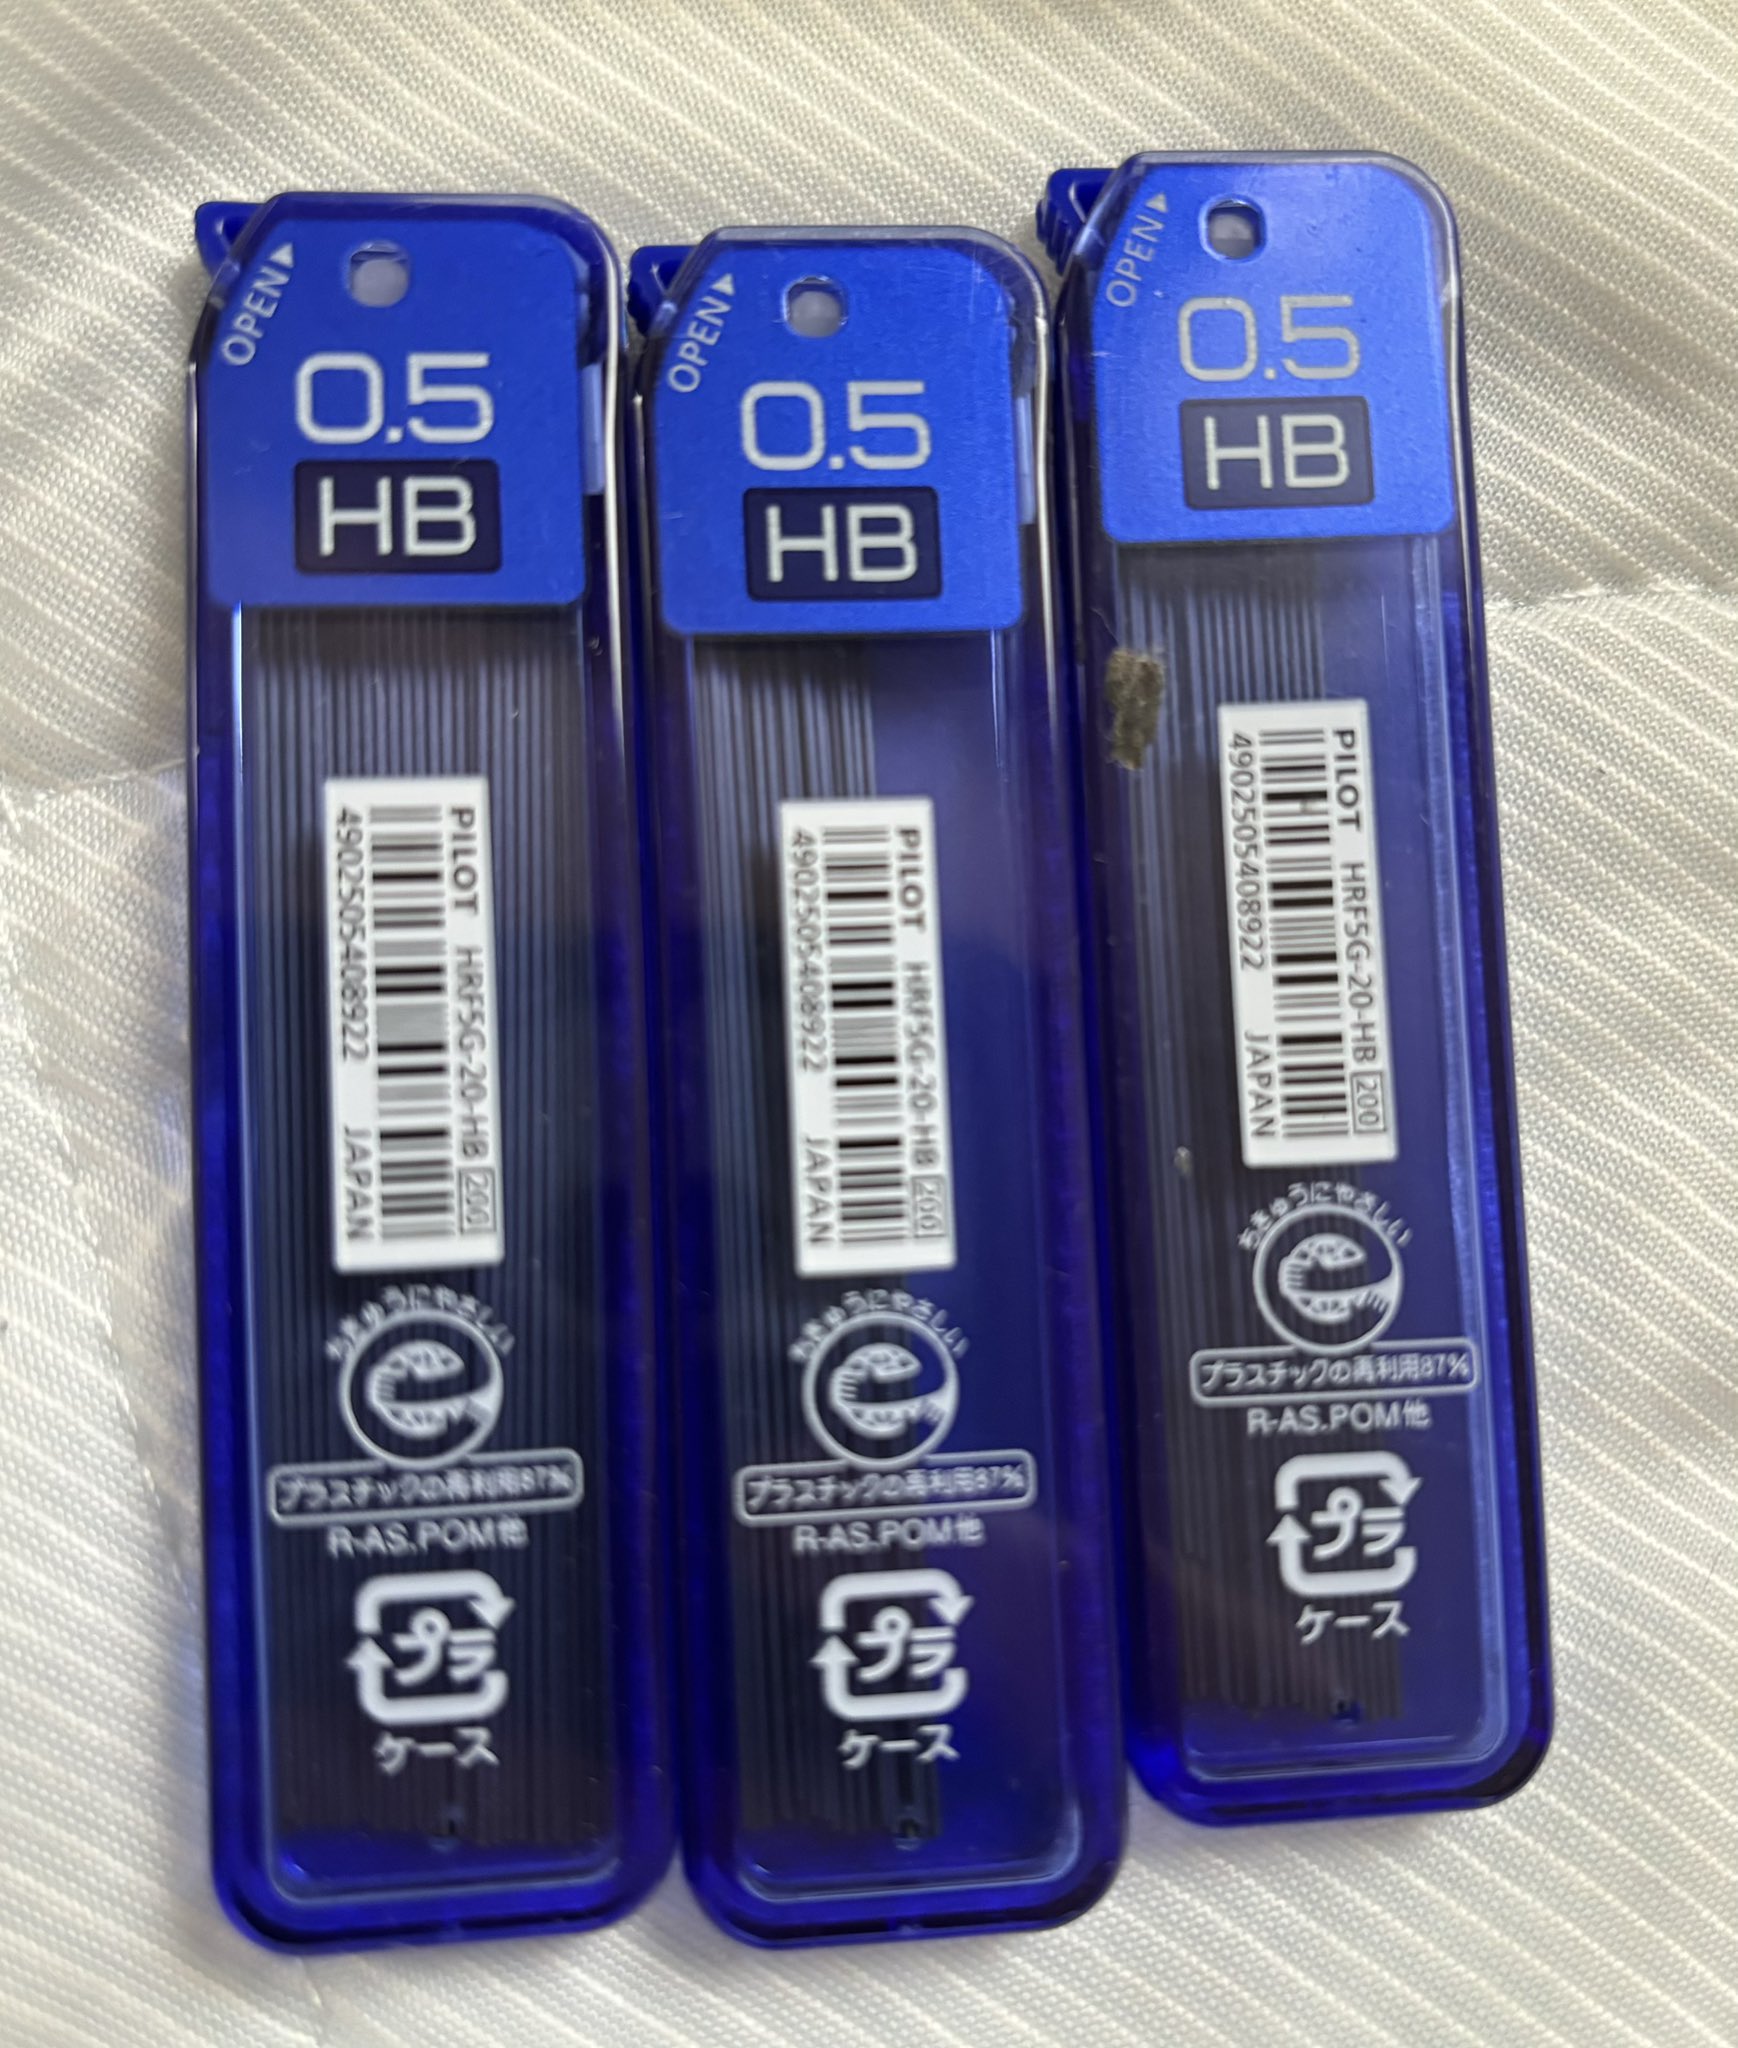 OPEN
0.5
HB
PILOT HRF5G-20-HB 200
4902505408922 JAPAN
ちきゅうにやさしい
プラスチックの再利用87%
R-AS.POM他
プラ
ケース
OPEN
0.5
HB
PILOT HRF5G-20-HB 200
4902505408922 JAPAN
ちきゅうにやさしい
プラスチックの再利用87%
R-AS.POM他
プラ
ケース
OPEN
0.5
HB
PILOT HRF5G-20-HB 200
4902505408922 JAPAN
ちきゅうにやさしい
プラスチックの再利用87%
R-AS.POM他
プラ
ケース